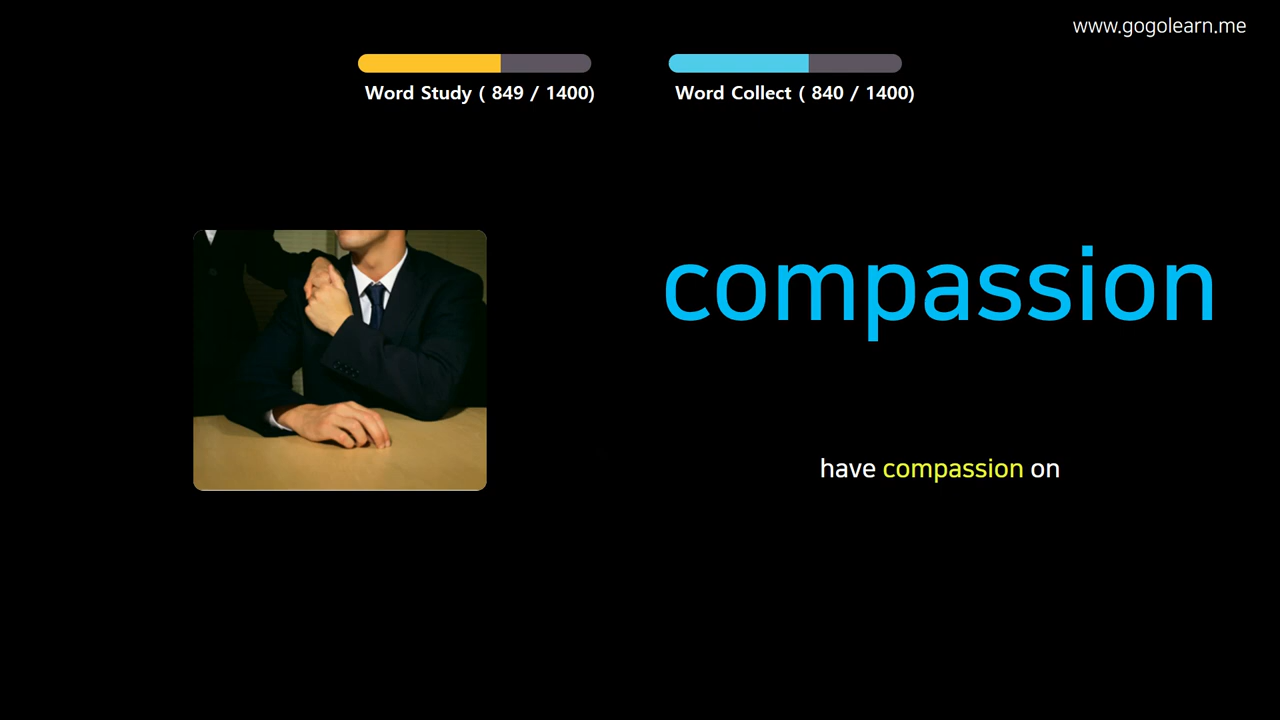 www.gogolearn.me
Word Study ( 849 / 1400)
Word Collect ( 840 / 1400)
compassion
have compassion on